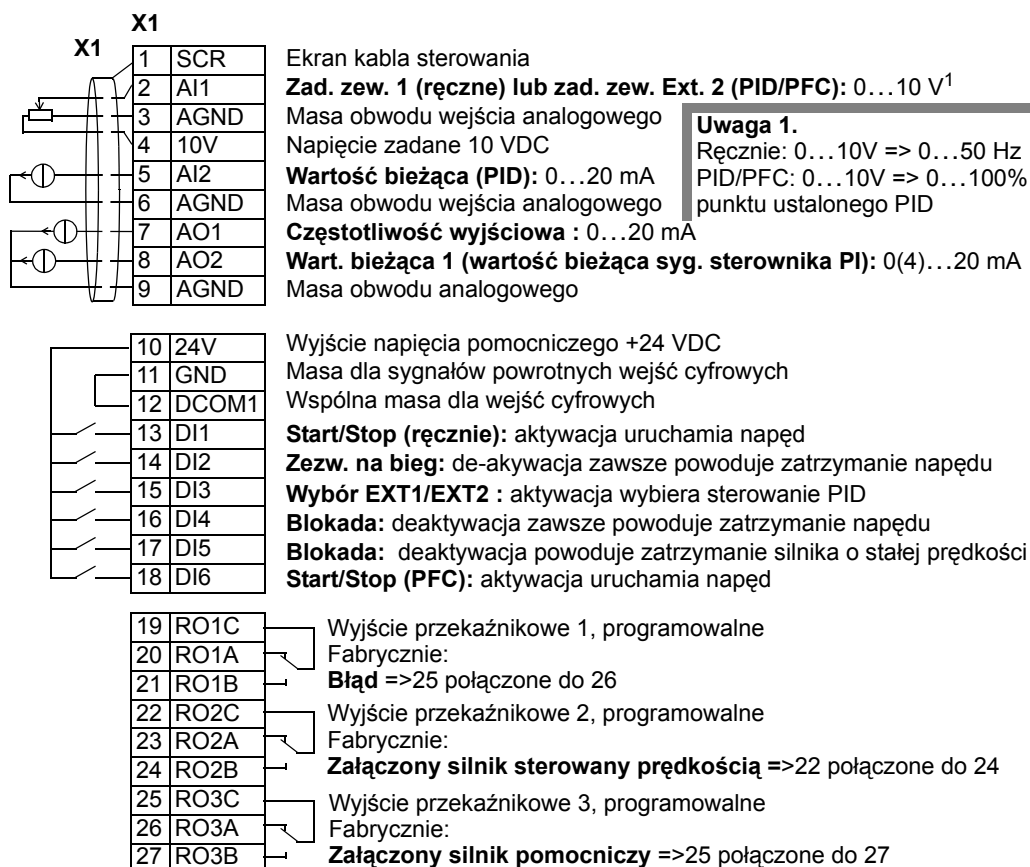 X1
X1
1 SCR Ekran kabla sterowania
2 AI1 Zad. zew. 1 (ręczne) lub zad. zew. Ext. 2 (PID/PFC): 0…10 V1
3 AGND Masa obwodu wejścia analogowego
4 10V Napięcie zadane 10 VDC
5 AI2 Wartość bieżąca (PID): 0…20 mA
6 AGND Masa obwodu wejścia analogowego
7 AO1 Częstotliwość wyjściowa : 0…20 mA
8 AO2 Wart. bieżąca 1 (wartość bieżąca syg. sterownika PI): 0(4)…20 mA
9 AGND Masa obwodu analogowego
Uwaga 1.
Ręcznie: 0…10V => 0…50 Hz
PID/PFC: 0…10V => 0…100%
punktu ustalonego PID
10 24V Wyjście napięcia pomocniczego +24 VDC
11 GND Masa dla sygnałów powrotnych wejść cyfrowych
12 DCOM1 Wspólna masa dla wejść cyfrowych
13 DI1 Start/Stop (ręcznie): aktywacja uruchamia napęd
14 DI2 Zezw. na bieg: de-akywacja zawsze powoduje zatrzymanie napędu
15 DI3 Wybór EXT1/EXT2 : aktywacja wybiera sterowanie PID
16 DI4 Blokada: deaktywacja zawsze powoduje zatrzymanie napędu
17 DI5 Blokada: deaktywacja powoduje zatrzymanie silnika o stałej prędkości
18 DI6 Start/Stop (PFC): aktywacja uruchamia napęd
19 RO1C Wyjście przekaźnikowe 1, programowalne
20 RO1A Fabrycznie:
21 RO1B Błąd =>25 połączone do 26
22 RO2C Wyjście przekaźnikowe 2, programowalne
23 RO2A Fabrycznie:
24 RO2B Załączony silnik sterowany prędkością =>22 połączone do 24
25 RO3C Wyjście przekaźnikowe 3, programowalne
26 RO3A Fabrycznie:
27 RO3B Załączony silnik pomocniczy =>25 połączone do 27